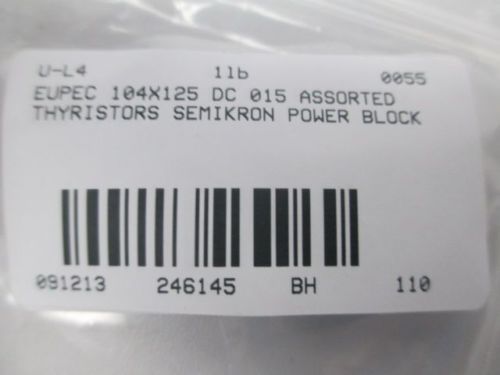 U-L4 1lb 0055
EUPEC 104X125 DC 015 ASSORTED
THYRISTORS SEMIKRON POWER BLOCK
091213 246145 BH 110